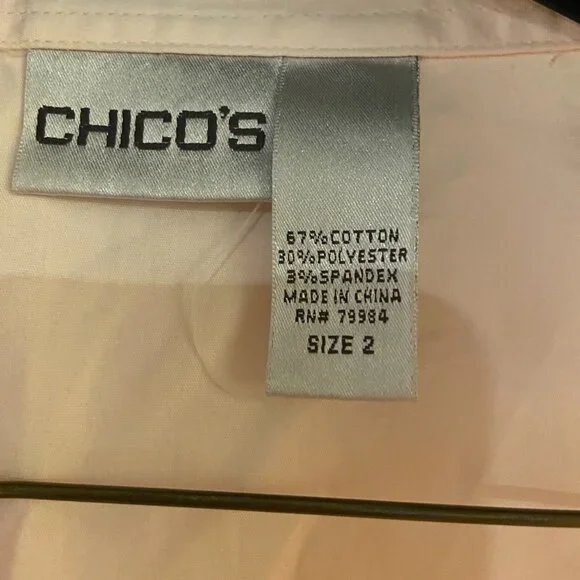 CHICO'S
67% COTTON
30% POLYESTER
3% SPANDEX
MADE IN CHINA
RN# 79984
SIZE 2